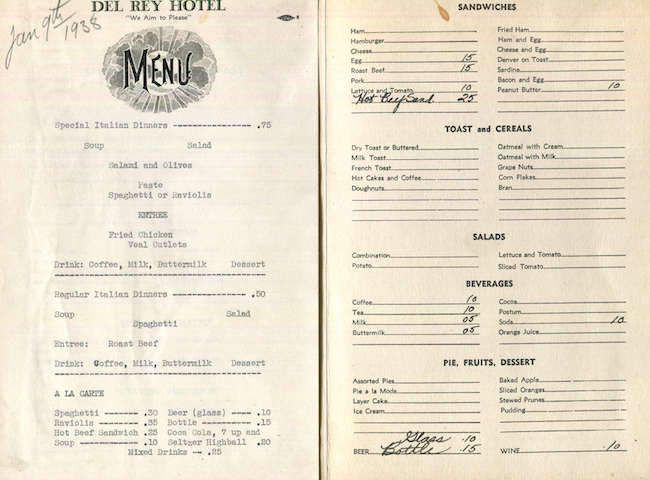 DEL REY HOTEL
"We Aim to Please"
Jan 9th 1938
MENU
Special Italian Dinners ---------------- .75
Soup Salad
Salami and Olives
Paste
Spaghetti or Raviolis
ENTREE
Fried Chicken
Veal Cutlets
Drink: Coffee, Milk, Buttermilk Dessert
Regular Italian Dinners --------------- .50
Soup Salad
Spaghetti
Entree: Roast Beef
Drink: Coffee, Milk, Buttermilk Dessert
A LA CARTE
Spaghetti ------- .30 Beer (glass) ---- .10
Raviolis -------- .35 Bottle ---------- .15
Hot Beef Sandwich .25 Coca Cola, 7 up and
Soup ------------ .10 Seltzer Highball .20
Mixed Drinks -- .25
SANDWICHES
Ham
Hamburger
Cheese
Egg 15
Roast Beef 15
Pork
Lettuce and Tomato 10
Hot Beef Sand. 25
Fried Ham
Ham and Egg
Cheese and Egg
Denver on Toast
Sardine
Bacon and Egg
Peanut Butter 10
TOAST and CEREALS
Dry Toast or Buttered
Milk Toast
French Toast
Hot Cakes and Coffee
Doughnuts
Oatmeal with Cream
Oatmeal with Milk
Grape Nuts
Corn Flakes
Bran
SALADS
Combination
Potato
Lettuce and Tomato
Sliced Tomato
BEVERAGES
Coffee 10
Tea 10
Milk 05
Buttermilk 05
Cocoa
Postum
Soda 10
Orange Juice
PIE, FRUITS, DESSERT
Assorted Pies
Pie a la Mode
Layer Cake
Ice Cream
Baked Apple
Sliced Oranges
Stewed Prunes
Pudding
Glass .10
BEER Bottle .15
WINE .10